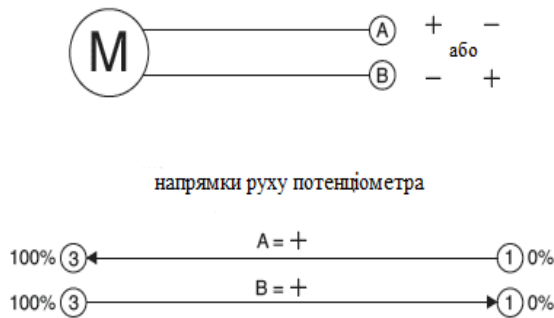 M A + −
або
B − +
напрямки руху потенціометра
100% 3 A = + 1 0%
100% 3 B = + 1 0%